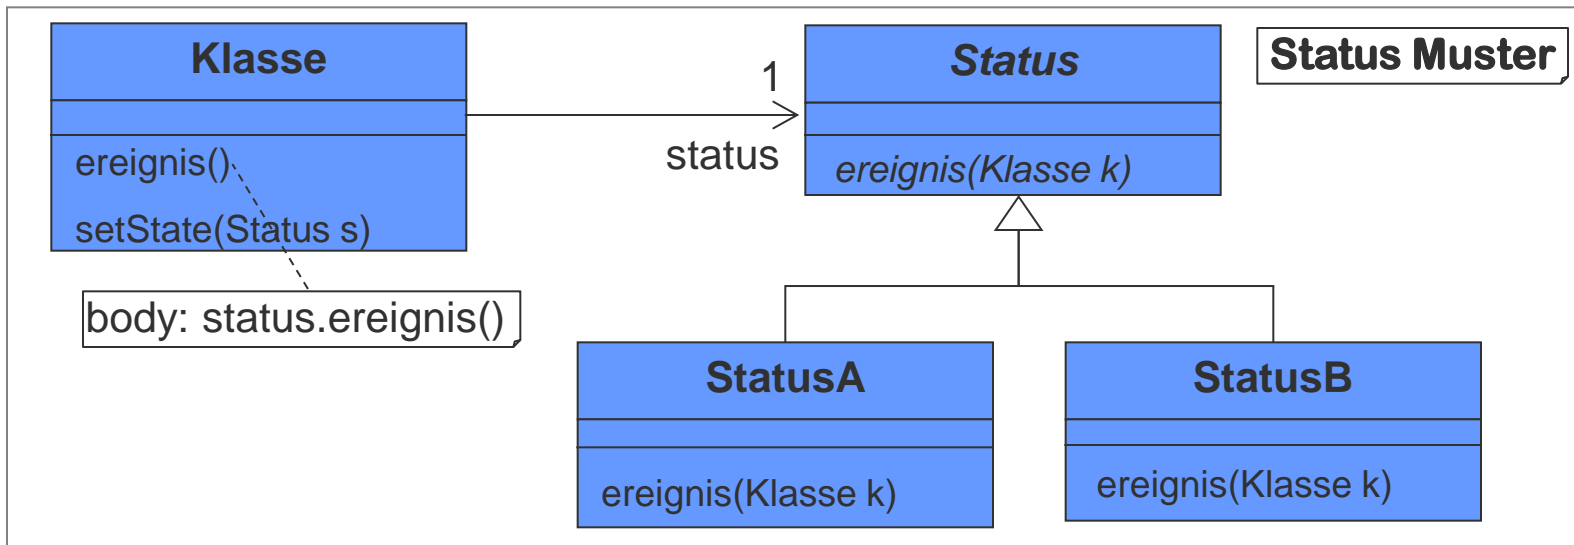 Klasse
ereignis()
setState(Status s)
body: status.ereignis()
1
status
Status
ereignis(Klasse k)
Status Muster
StatusA
ereignis(Klasse k)
StatusB
ereignis(Klasse k)